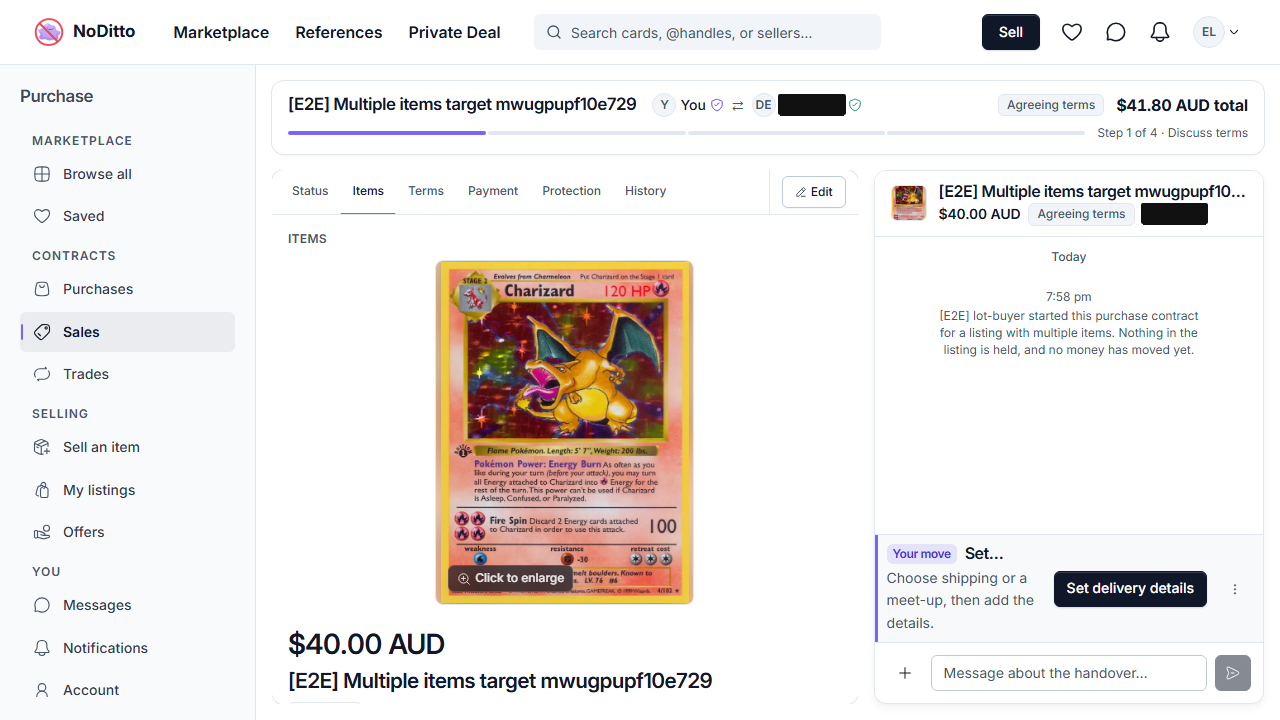 NoDitto
Marketplace
References
Private Deal
Search cards, @handles, or sellers...
Sell
EL
Purchase
MARKETPLACE
Browse all
Saved
CONTRACTS
Purchases
Sales
Trades
SELLING
Sell an item
My listings
Offers
YOU
Messages
Notifications
Account
[E2E] Multiple items target mwugpupf10e729
Y You
DE
Agreeing terms
$41.80 AUD total
Step 1 of 4 · Discuss terms
Status
Items
Terms
Payment
Protection
History
Edit
ITEMS
STAGE 2
Evolves from Charmeleon
Put Charizard on the Stage 1 card
Charizard
120 HP
Flame Pokémon. Length: 5' 7", Weight: 200 lbs.
Pokémon Power: Energy Burn As often as you
like during your turn (before your attack), you may turn
all Energy attached to Charizard into Energy for the
rest of the turn. This power can't be used if Charizard
is Asleep, Confused, or Paralyzed.
Fire Spin Discard 2 Energy cards attached
to Charizard in order to use this attack.
100
weakness
resistance
retreat cost
-30
melt boulders. Known to
LV. 76 #6
4/102
Click to enlarge
$40.00 AUD
[E2E] Multiple items target mwugpupf10e729
[E2E] Multiple items target mwugpupf10...
$40.00 AUD
Agreeing terms
Today
7:58 pm
[E2E] lot-buyer started this purchase contract
for a listing with multiple items. Nothing in the
listing is held, and no money has moved yet.
Your move
Set...
Choose shipping or a
meet-up, then add the
details.
Set delivery details
Message about the handover...